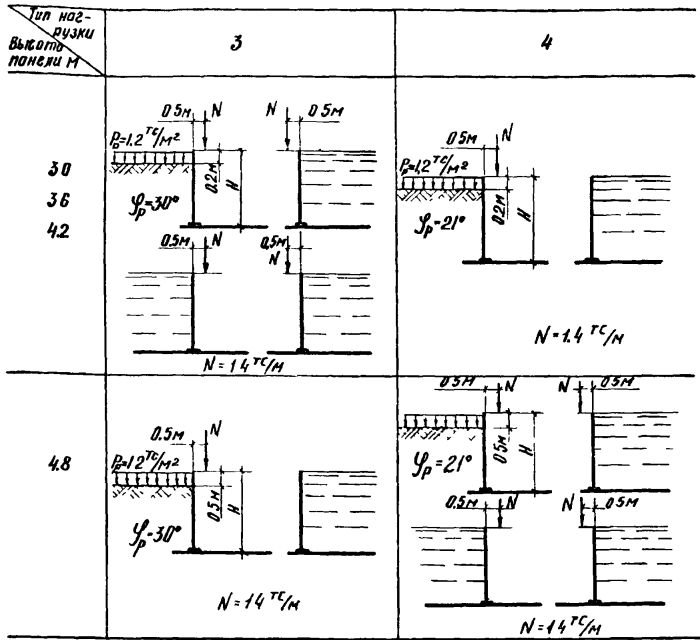 Тип наг-
рузки
Высота
панели м
3
4
3.0
3.6
4.2
0.5м N
N 0.5м
Pр=1.2 тс/м²
0.2м
H
φр=30°
0.5м N
0,5м
N
N=1.4 тс/м
0.5м N
Pр=1.2 тс/м²
0.2м
H
φр=21°
N=1.4 тс/м
4.8
0.5м N
Pр=1.2 тс/м²
0.5м
H
φр=30°
N=1.4 тс/м
0.5м N
N 0.5м
0.5м
H
φр=21°
0.5м N
N 0.5м
N=1.4 тс/м